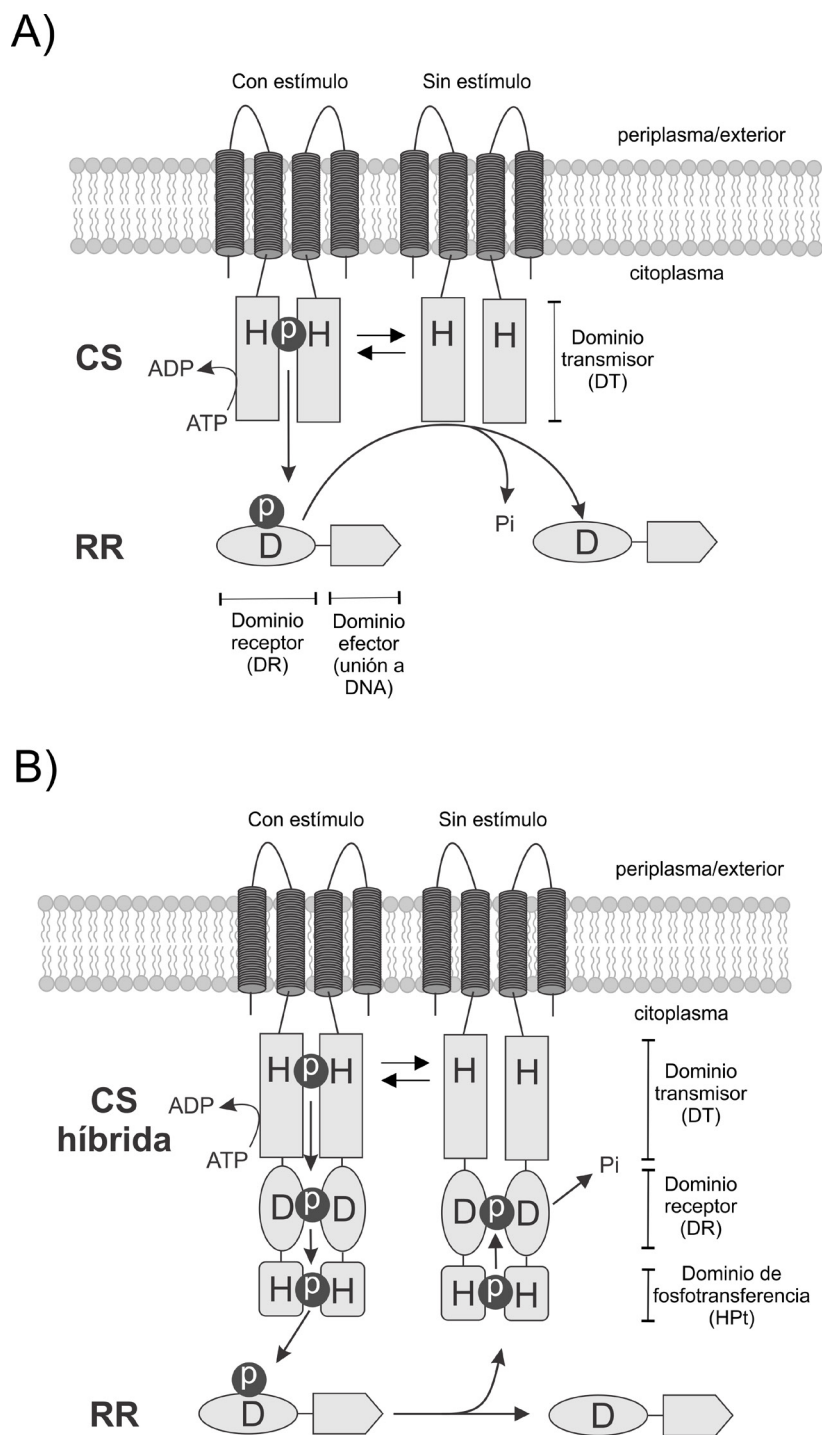 A)
Con estímulo
Sin estímulo
periplasma/exterior
citoplasma
H p H
H H
Dominio
transmisor
(DT)
CS
ADP
ATP
p
D
Pi
D
RR
Dominio
receptor
(DR)
Dominio
efector
(unión a
DNA)
B)
Con estímulo
Sin estímulo
periplasma/exterior
citoplasma
H p H
H H
Dominio
transmisor
(DT)
CS
híbrida
ADP
ATP
Pi
D p D
D p D
Dominio
receptor
(DR)
H p H
H p H
Dominio de
fosfotransferencia
(HPt)
p
D
D
RR